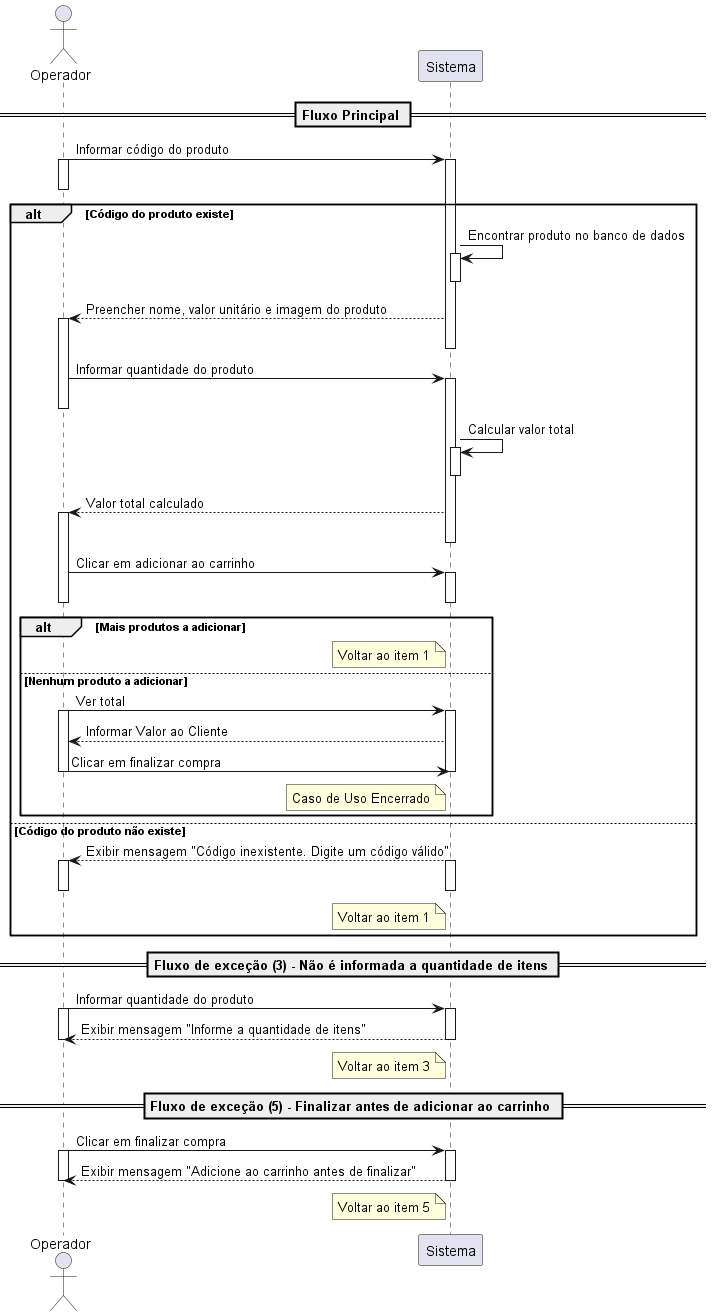 Operador
Sistema
Fluxo Principal
Informar código do produto
alt [Código do produto existe]
Encontrar produto no banco de dados
Preencher nome, valor unitário e imagem do produto
Informar quantidade do produto
Calcular valor total
Valor total calculado
Clicar em adicionar ao carrinho
alt [Mais produtos a adicionar]
Voltar ao item 1
[Nenhum produto a adicionar]
Ver total
Informar Valor ao Cliente
Clicar em finalizar compra
Caso de Uso Encerrado
[Código do produto não existe]
Exibir mensagem "Código inexistente. Digite um código válido"
Voltar ao item 1
Fluxo de exceção (3) - Não é informada a quantidade de itens
Informar quantidade do produto
Exibir mensagem "Informe a quantidade de itens"
Voltar ao item 3
Fluxo de exceção (5) - Finalizar antes de adicionar ao carrinho
Clicar em finalizar compra
Exibir mensagem "Adicione ao carrinho antes de finalizar"
Voltar ao item 5
Operador
Sistema